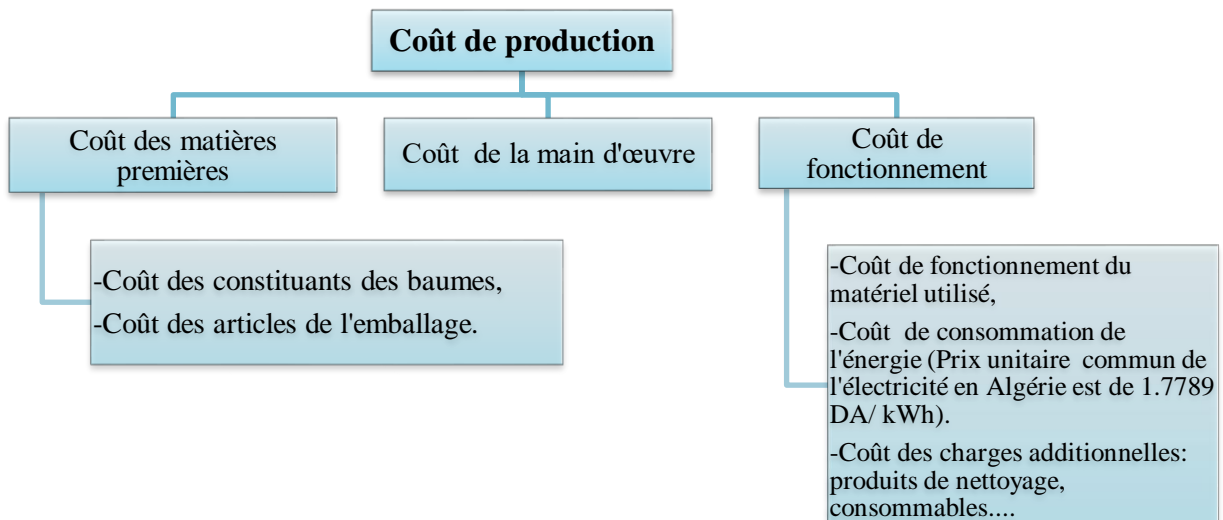 Coût de production
Coût des matières
premières
Coût de la main d'œuvre
Coût de
fonctionnement
-Coût des constituants des baumes,
-Coût des articles de l'emballage.
-Coût de fonctionnement du
matériel utilisé,
-Coût de consommation de
l'énergie (Prix unitaire commun de
l'électricité en Algérie est de 1.7789
DA/ kWh).
-Coût des charges additionnelles:
produits de nettoyage,
consommables....